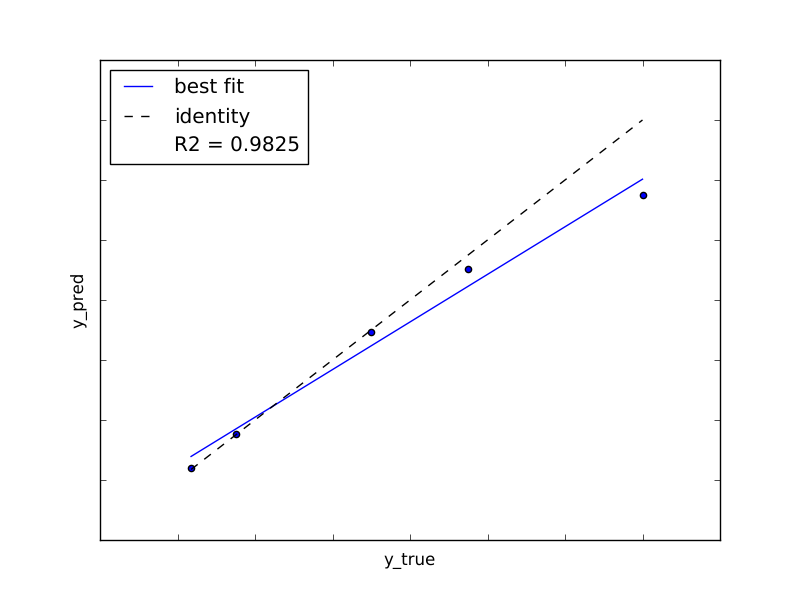 best fit
identity
R2 = 0.9825
y_pred
y_true